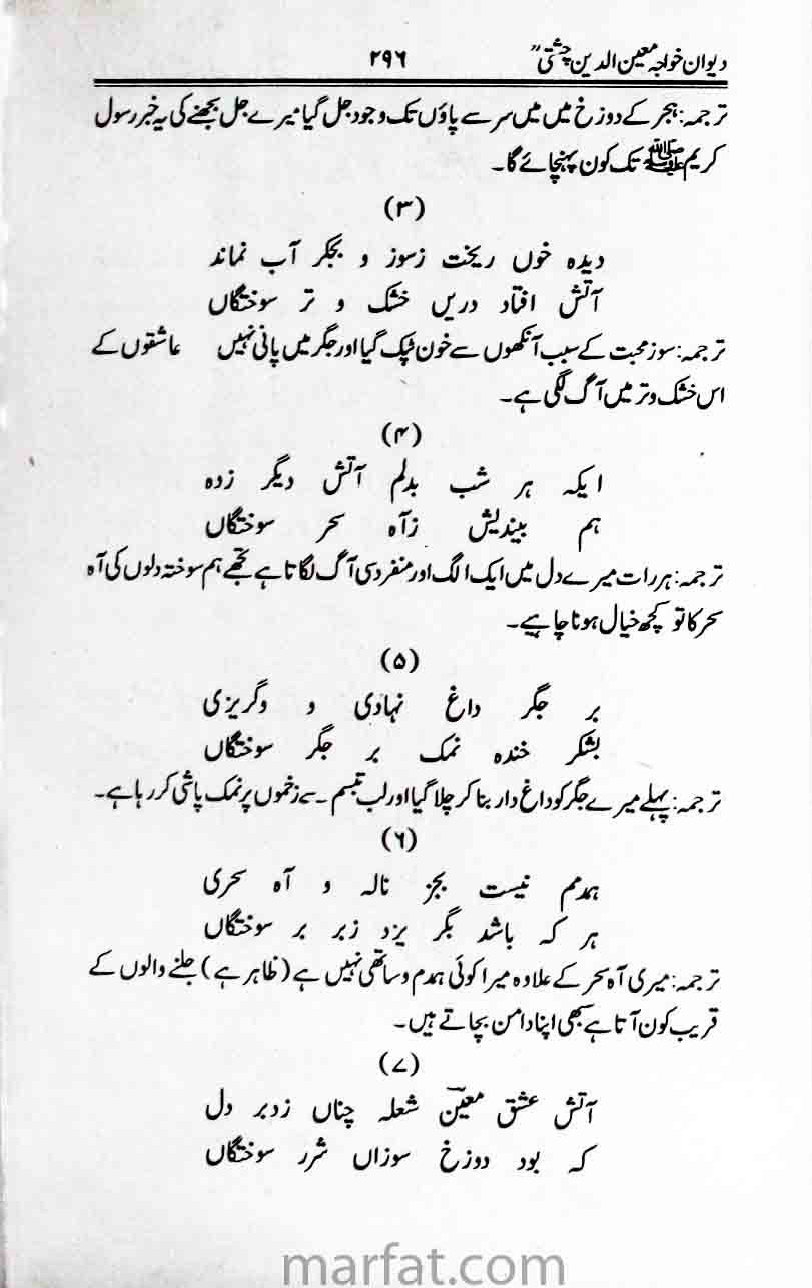 دیوان خواجہ معین الدین چشتیؒ ۲۹۶
ترجمہ: ہجر کے دوزخ میں میں سر سے پاؤں تک وجود جل گیا میرے جل بجھنے کی یہ خبر رسول
کریم ﷺ تک کون پہنچائے گا۔
(۳)
دیدہ خوں ریخت زسوز و بجگر آب نماند
آتش افتاد دریں خشک و تر سوختگاں
ترجمہ: سوز محبت کے سبب آنکھوں سے خون ٹپک گیا اور جگر میں پانی نہیں عاشقوں کے
اس خشک و تر میں آگ لگی ہے۔
(۴)
ایکہ ہر شب بدلم آتش دیگر زدہ
ہم بیندیش زآہ سحر سوختگاں
ترجمہ: ہر رات میرے دل میں ایک الگ اور منفرد سی آگ لگاتا ہے تجھے ہم سوختہ دلوں کی آہ
سحر کا تو کچھ خیال ہونا چاہیے۔
(۵)
بر جگر داغ نہادی و وگریزی
بشکر خندہ نمک بر جگر سوختگاں
ترجمہ: پہلے میرے جگر کو داغ دار بنا کر چلا گیا اور لب تبسم سے زخموں پر نمک پاشی کر رہا ہے۔
(۶)
ہمدمم نیست بجز نالہ و آہ سحری
ہر کہ باشد بگر یزد زبر بر سوختگاں
ترجمہ: میری آہ سحر کے علاوہ میرا کوئی ہمدم و ساتھی نہیں ہے (ظاہر ہے) جلنے والوں کے
قریب کون آتا ہے سبھی اپنا دامن بچاتے ہیں۔
(۷)
آتش عشق معینؔ شعلہ چناں زدبر دل
کہ بود دوزخ سوزاں شرر سوختگاں
marfat.com